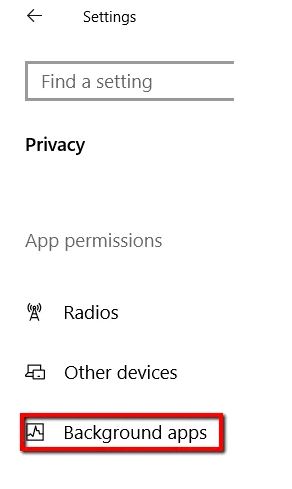 Settings
Find a setting
Privacy
App permissions
Radios
Other devices
Background apps